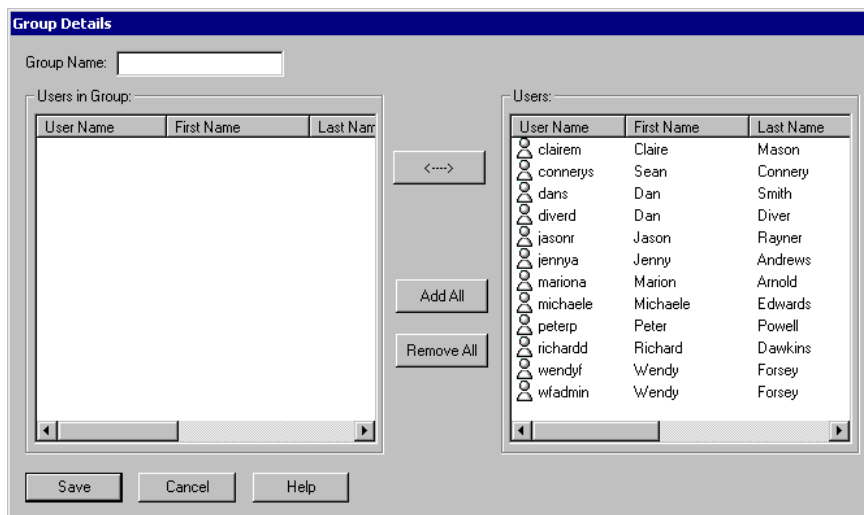 Group Details
Group Name:
Users in Group:
User Name First Name Last Nam
<---->
Add All
Remove All
Users:
User Name First Name Last Name
clairem Claire Mason
connerys Sean Connery
dans Dan Smith
diverd Dan Diver
jasonr Jason Rayner
jennya Jenny Andrews
mariona Marion Arnold
michaele Michaele Edwards
peterp Peter Powell
richardd Richard Dawkins
wendyf Wendy Forsey
wfadmin Wendy Forsey
Save Cancel Help